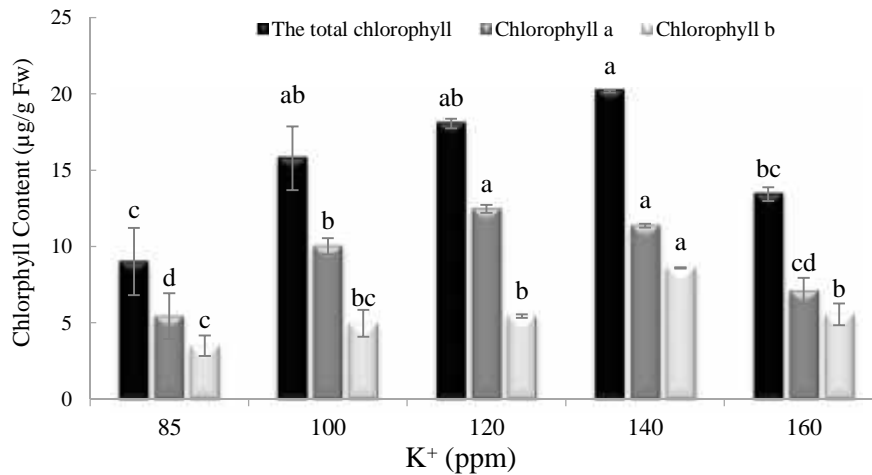 25
20
15
10
5
0
Chlorphyll Content (µg/g Fw)
The total chlorophyll Chlorophyll a Chlorophyll b
c d c
ab b bc
ab a b
a a a
bc cd b
85 100 120 140 160
K⁺ (ppm)